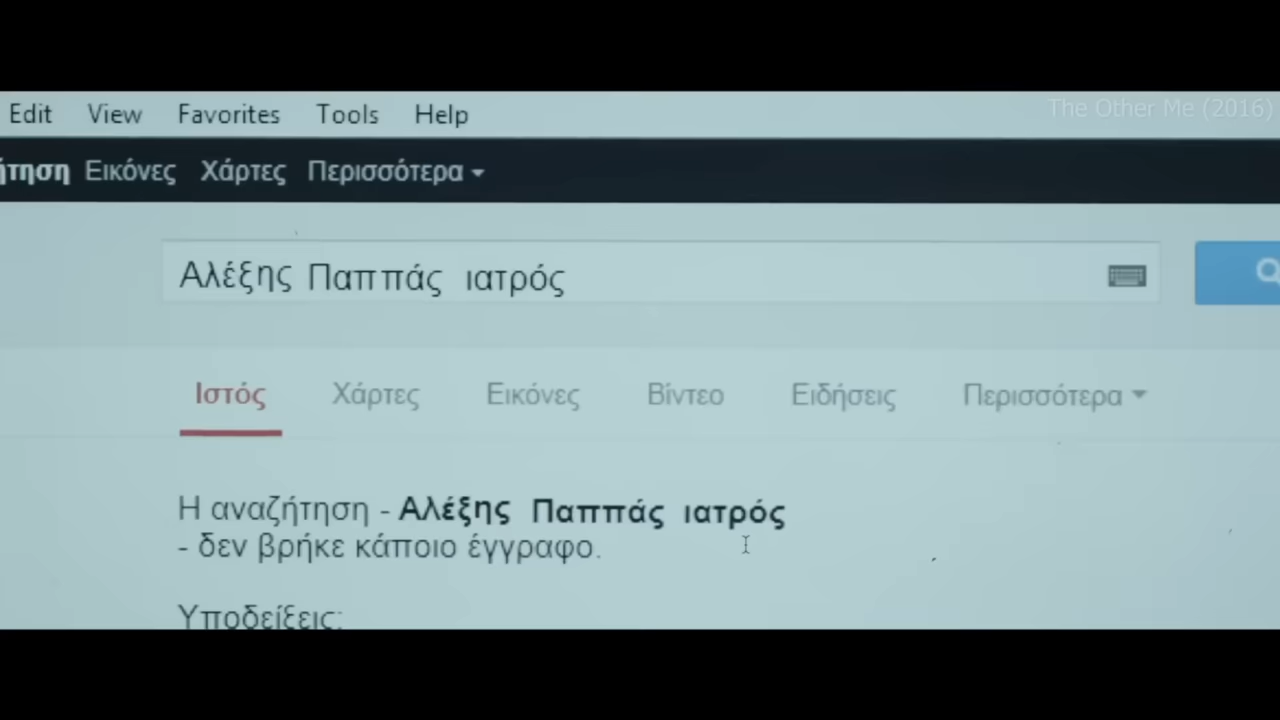 Edit View Favorites Tools Help
The Other Me (2016)
Εικόνες Χάρτες Περισσότερα
Αλέξης Παππάς ιατρός
Ιστός Χάρτες Εικόνες Βίντεο Ειδήσεις Περισσότερα
Η αναζήτηση - Αλέξης Παππάς ιατρός
- δεν βρήκε κάποιο έγγραφο.
Υποδείξεις: